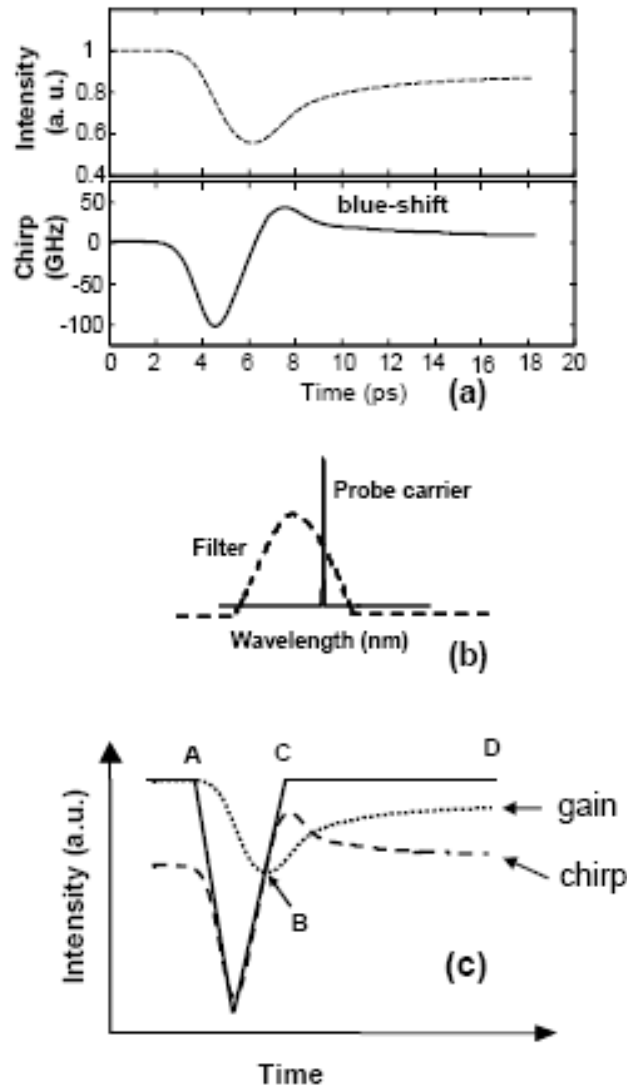 Intensity
(a. u.)
1
0.8
0.6
0.4
Chirp
(GHz)
50
0
-50
-100
blue-shift
0 2 4 6 8 10 12 14 16 18 20
Time (ps)
(a)
Probe carrier
Filter
Wavelength (nm)
(b)
Intensity (a.u.)
A C D
gain
chirp
B
(c)
Time